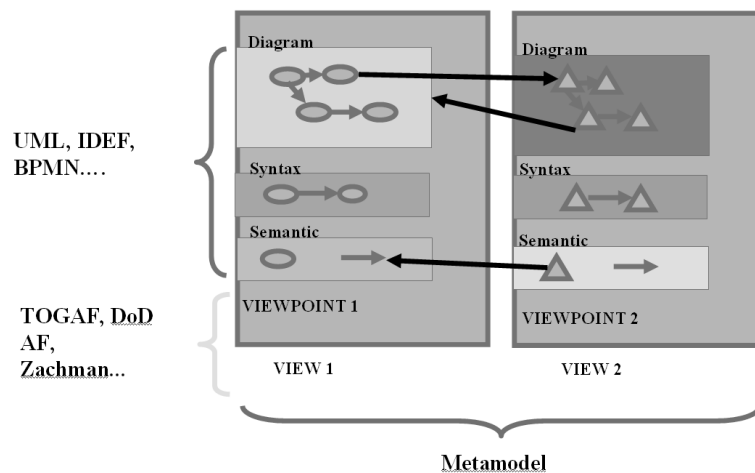 Diagram
Diagram
UML, IDEF,
BPMN....
Syntax
Syntax
Semantic
Semantic
VIEWPOINT 1
VIEWPOINT 2
TOGAF, DoD
AF,
Zachman...
VIEW 1
VIEW 2
Metamodel